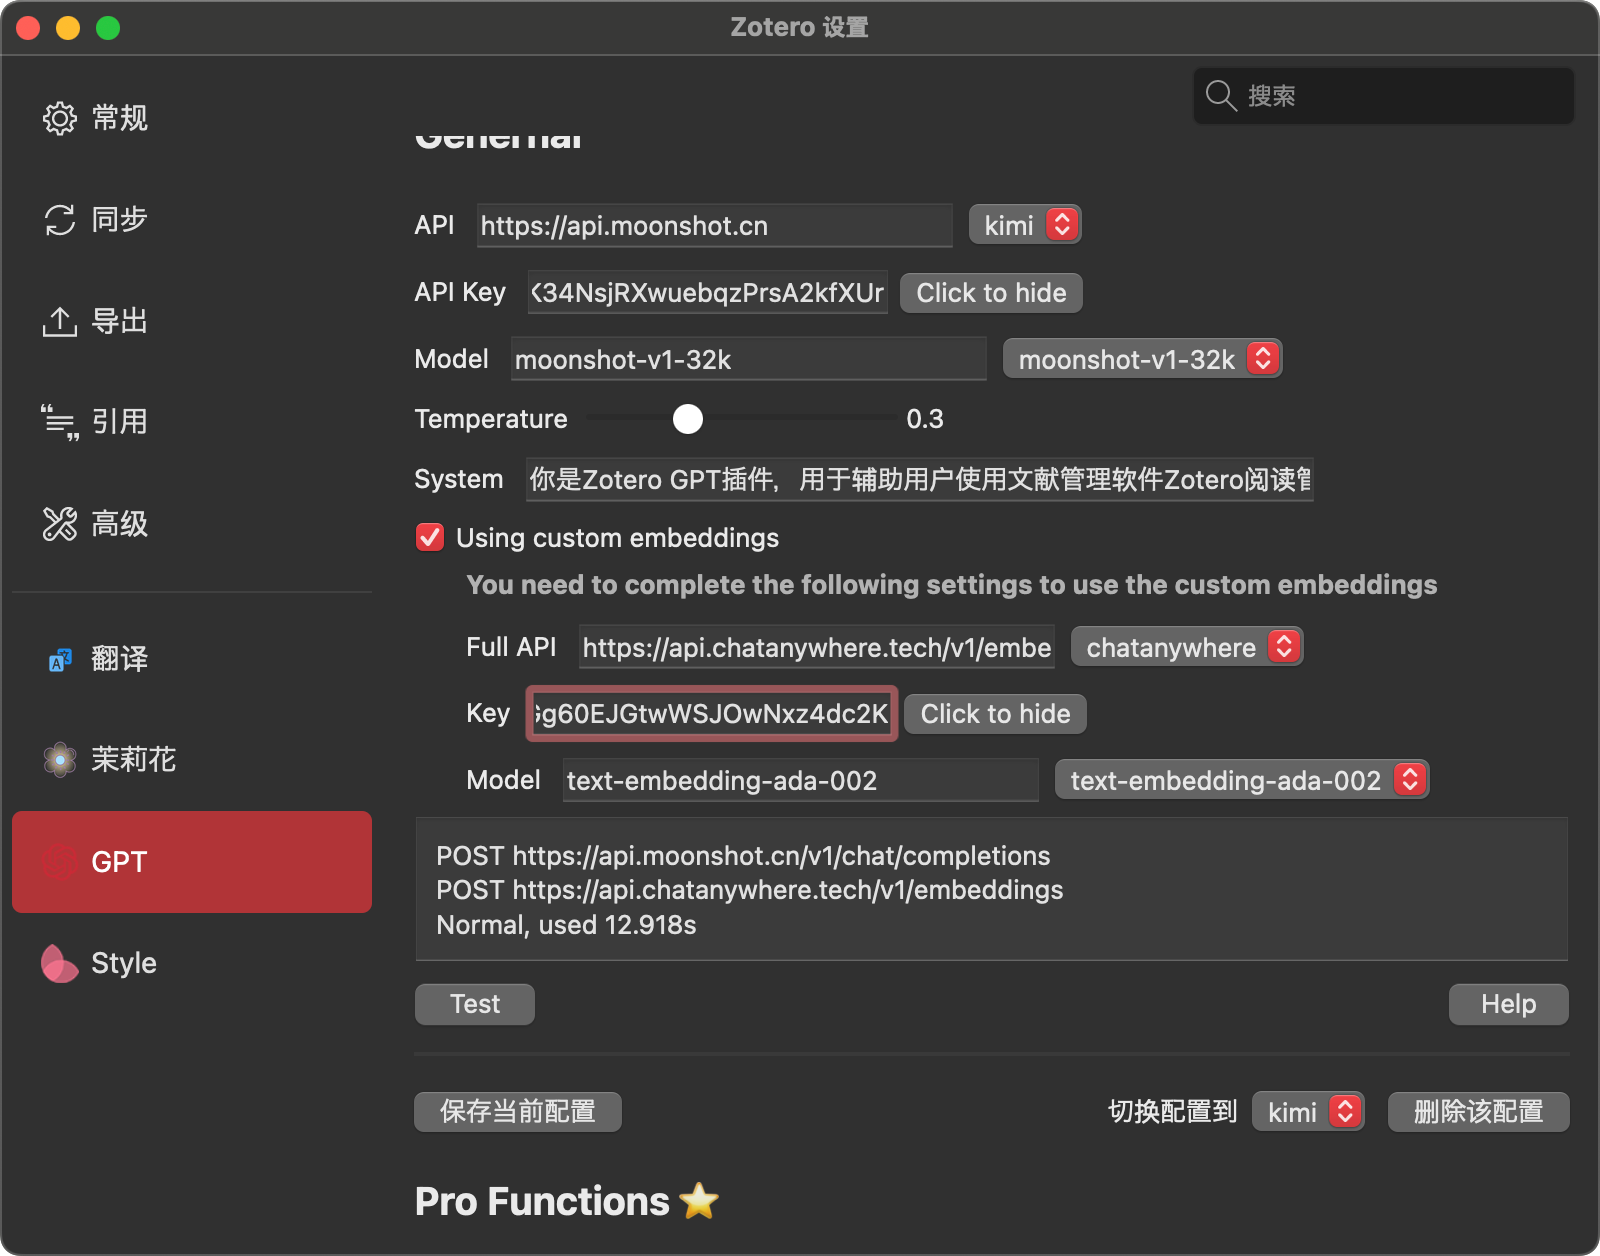 Zotero 设置
搜索
常规
同步
导出
引用
高级
翻译
茉莉花
GPT
Style
Genernal
API https://api.moonshot.cn kimi
API Key K34NsjRXwuebqzPrsA2kfXUr Click to hide
Model moonshot-v1-32k moonshot-v1-32k
Temperature 0.3
System 你是Zotero GPT插件，用于辅助用户使用文献管理软件Zotero阅读管
Using custom embeddings
You need to complete the following settings to use the custom embeddings
Full API https://api.chatanywhere.tech/v1/embe chatanywhere
Key Gg60EJGtwWSJOwNxz4dc2K Click to hide
Model text-embedding-ada-002 text-embedding-ada-002
POST https://api.moonshot.cn/v1/chat/completions
POST https://api.chatanywhere.tech/v1/embeddings
Normal, used 12.918s
Test Help
保存当前配置 切换配置到 kimi 删除该配置
Pro Functions